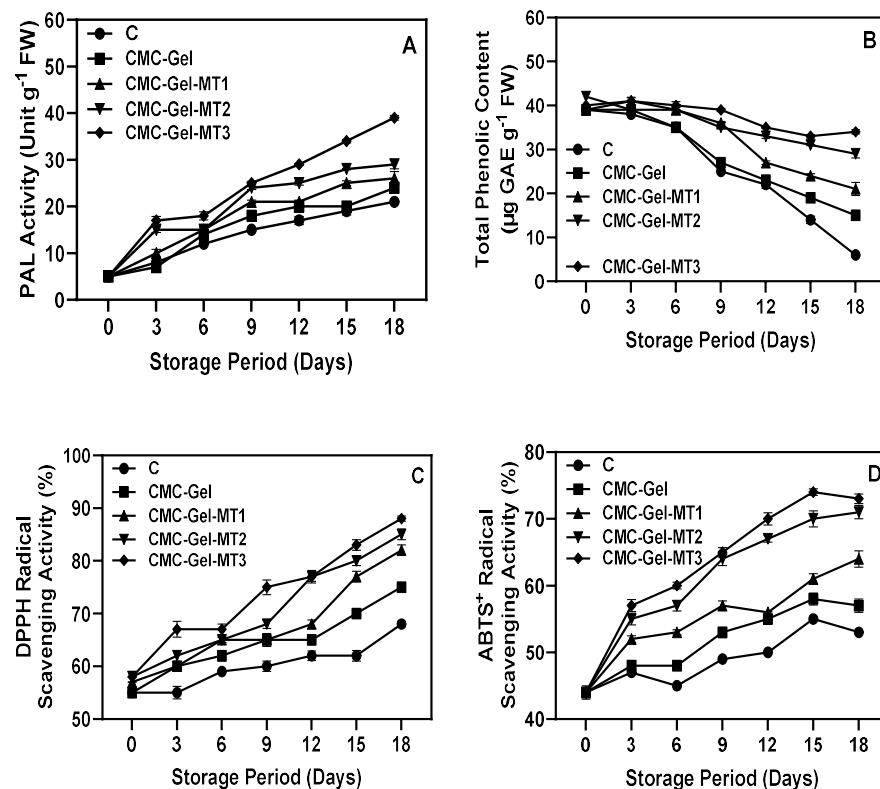 A
PAL Activity (Unit g⁻¹ FW)
60
50
40
30
20
10
0
C
CMC-Gel
CMC-Gel-MT1
CMC-Gel-MT2
CMC-Gel-MT3
0 3 6 9 12 15 18
Storage Period (Days)
B
Total Phenolic Content
(µg GAE g⁻¹ FW)
60
50
40
30
20
10
0
C
CMC-Gel
CMC-Gel-MT1
CMC-Gel-MT2
CMC-Gel-MT3
0 3 6 9 12 15 18
Storage Period (Days)
C
DPPH Radical
Scavenging Activity (%)
100
90
80
70
60
50
C
CMC-Gel
CMC-Gel-MT1
CMC-Gel-MT2
CMC-Gel-MT3
0 3 6 9 12 15 18
Storage Period (Days)
D
ABTS⁺ Radical
Scavenging Activity (%)
80
70
60
50
40
C
CMC-Gel
CMC-Gel-MT1
CMC-Gel-MT2
CMC-Gel-MT3
0 3 6 9 12 15 18
Storage Period (Days)